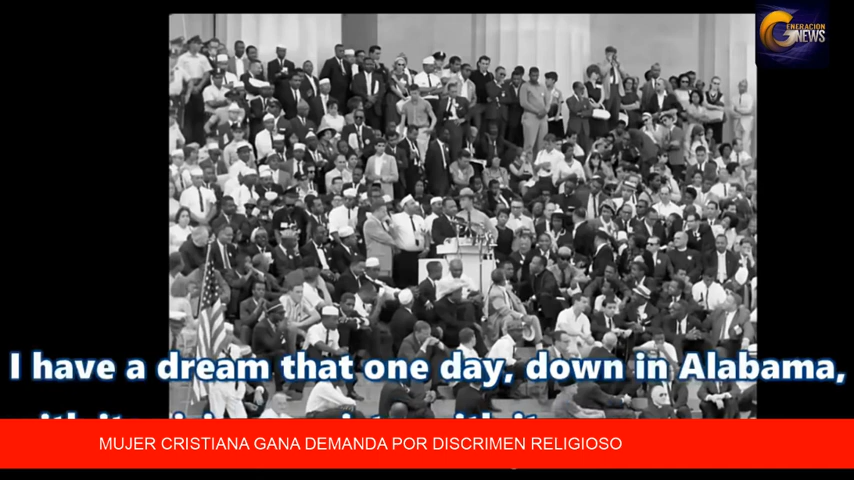 GENERACION
NEWS
I have a dream that one day, down in Alabama,
MUJER CRISTIANA GANA DEMANDA POR DISCRIMEN RELIGIOSO